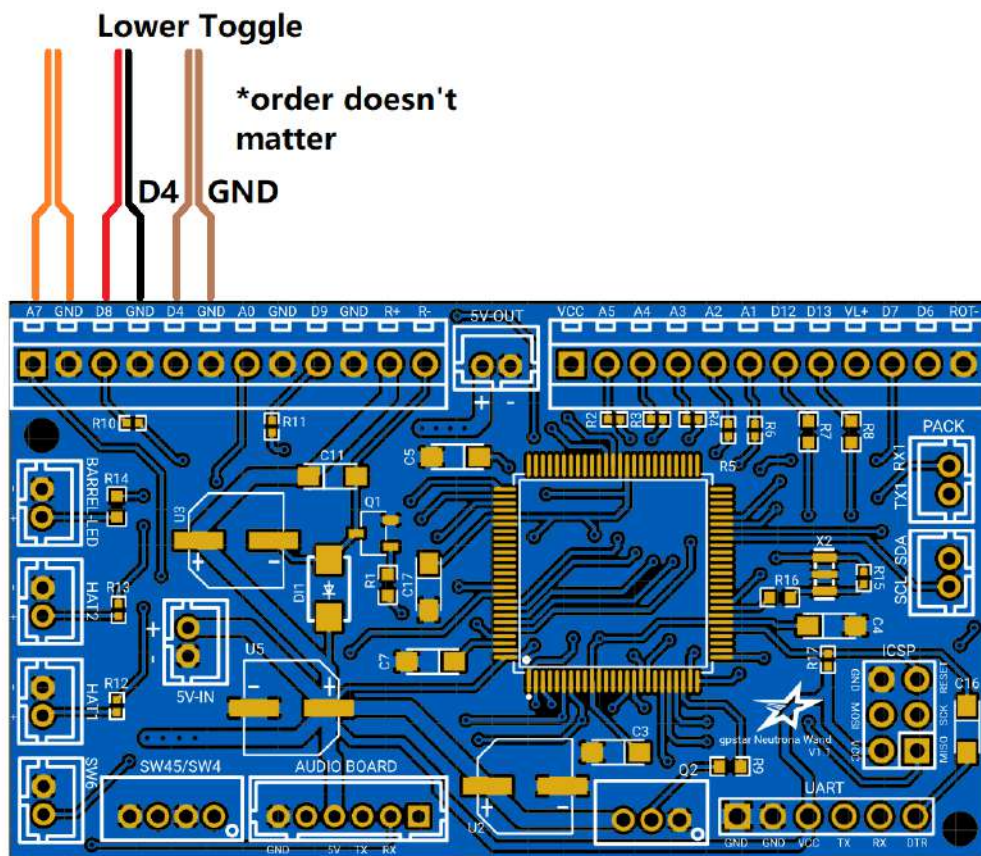 Lower Toggle
*order doesn't
matter
D4 GND
A7 GND D8 GND D4 GND A0 GND D9 GND R+ R-
5V OUT
+ -
VCC A5 A4 A3 A2 A1 D12 D13 VL+ D7 D6 ROT-
R10
R11
R2
R3
R4
R6
R7
R8
R5
PACK
TX1 RX1
BARREL LED
- +
R14
C11
C5
U3
+ -
Q1
DI1
R1
C17
X2
R15
R16
SCL SDA
HAT2
- +
R13
C4
5V-IN
+ -
U5
- +
C7
R17
ICSP
GND
MOSI
VCC
RESET
SCK
MISO
C16
HAT1
- +
R12
gpstar Neutrona Wand
V1.1
C3
SW6
SW45/SW4
AUDIO BOARD
GND 5V TX RX
U2
+ -
Q2
R9
UART
GND GND VCC TX RX DTR